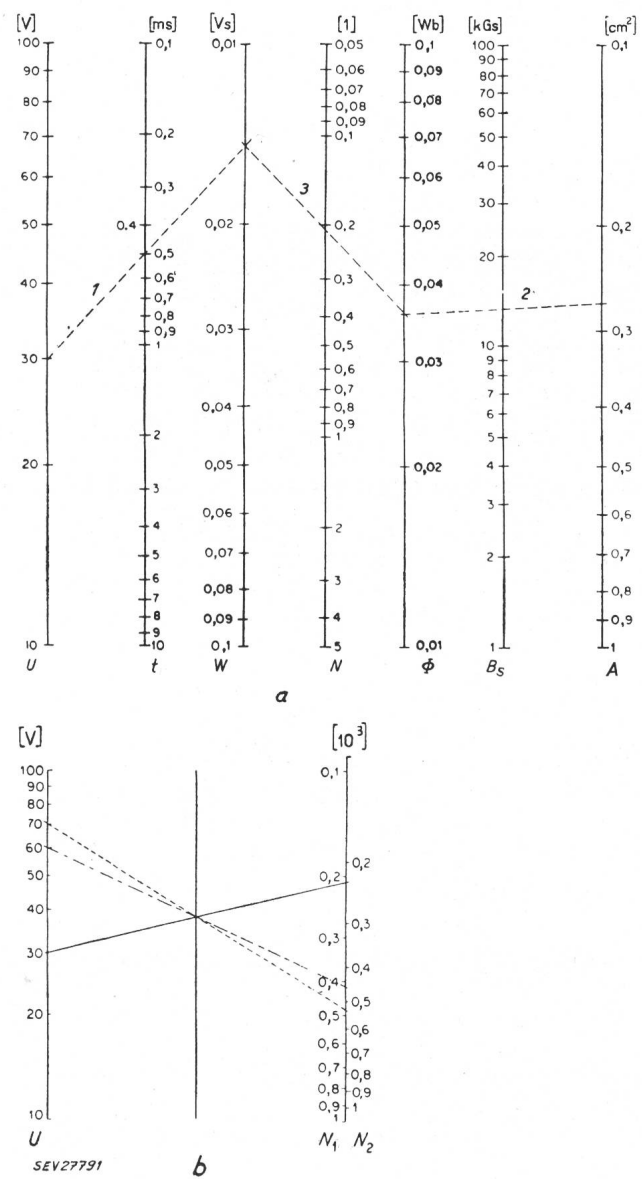 [V] [ms] [Vs] [1] [Wb] [kGs] [cm²]
100 0,1 0,01 0,05 0,1 100 0,1
90 0,06 0,09 90
80 0,07 0,08 80
0,08 70
0,09 60
70 0,2 0,1 0,07 50
60 0,3 3 0,06 40
30
50 0,4 0,02 0,2 0,05 0,2
0,5 20
40 1 0,6 0,3 0,04 2
0,7
0,8 0,03 0,4 0,3
0,9
30 1 0,5 0,03 10
0,6 9
8
0,7 7
0,04 0,8 6 0,4
0,9
2 1 5
20 0,05 0,02 4 0,5
3 3
4 0,06 2 0,6
5 0,07 2 0,7
6 3
7 0,08 0,8
8 0,09 4 0,9
9
10 10 0,1 5 0,01 1 1
U t W N Φ Bs A
a
[V] [10³]
100 0,1
90
80
70
60 0,2
50 0,2
40 0,3
0,3
30 0,4
0,4
0,5
20 0,5
0,6
0,6 0,7
0,7 0,8
0,8 0,9
0,9 1
10 1
U N₁ N₂
SEV27791 b